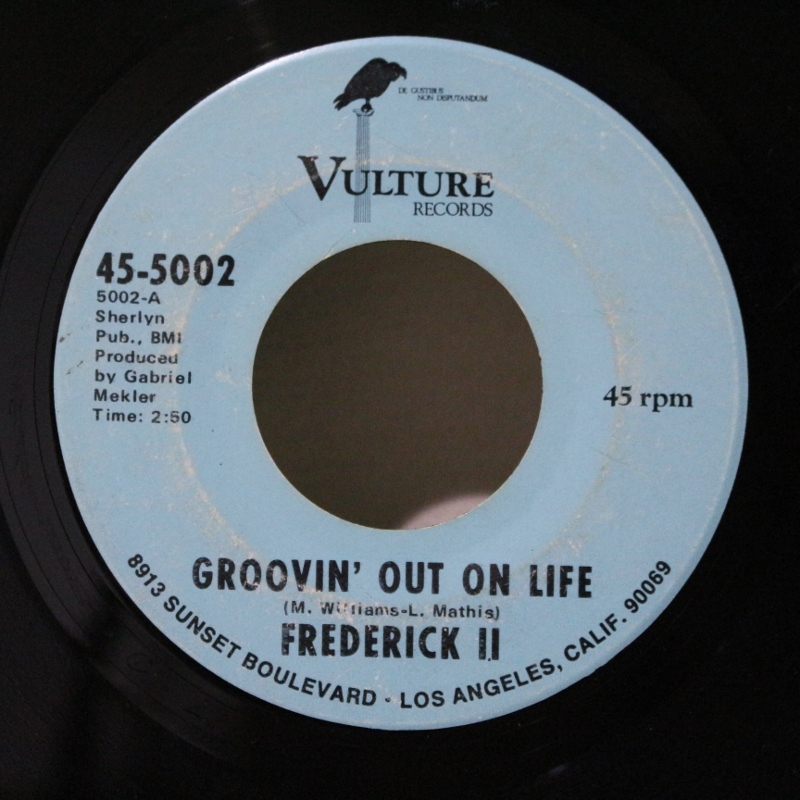 DE GUSTIBUS
NON DISPUTANDUM
VULTURE
RECORDS
45-5002
5002-A
Sherlyn
Pub., BMI
Produced
by Gabriel
Mekler
Time: 2:50
45 rpm
GROOVIN' OUT ON LIFE
(M. Williams-L. Mathis)
FREDERICK II
8913 SUNSET BOULEVARD - LOS ANGELES, CALIF. 90069